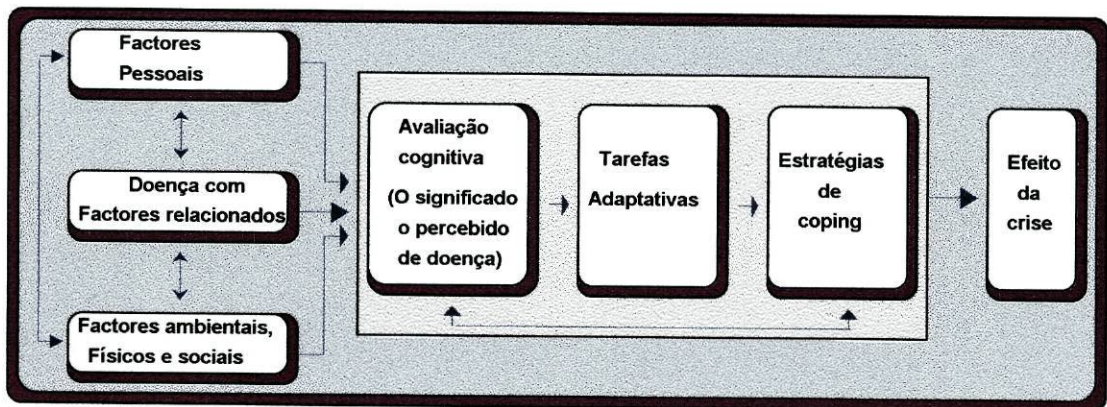 Factores
Pessoais
Doença com
Factores relacionados
Factores ambientais,
Físicos e sociais
Avaliação
cognitiva
(O significado
o percebido
de doença)
Tarefas
Adaptativas
Estratégias
de
coping
Efeito
da
crise